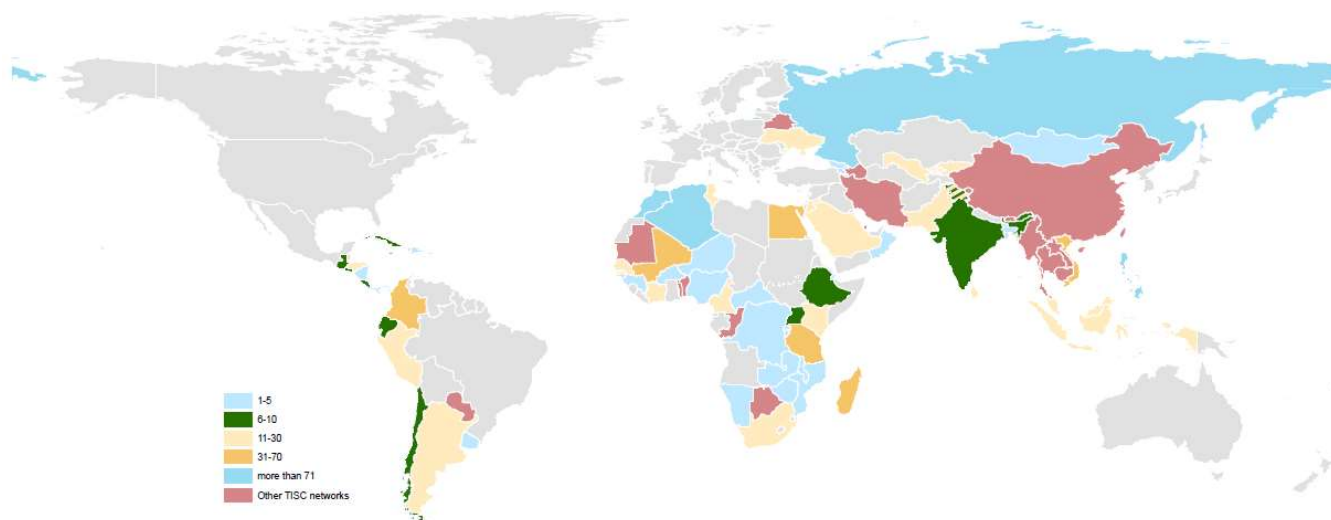 1-5
6-10
11-30
31-70
more than 71
Other TISC networks